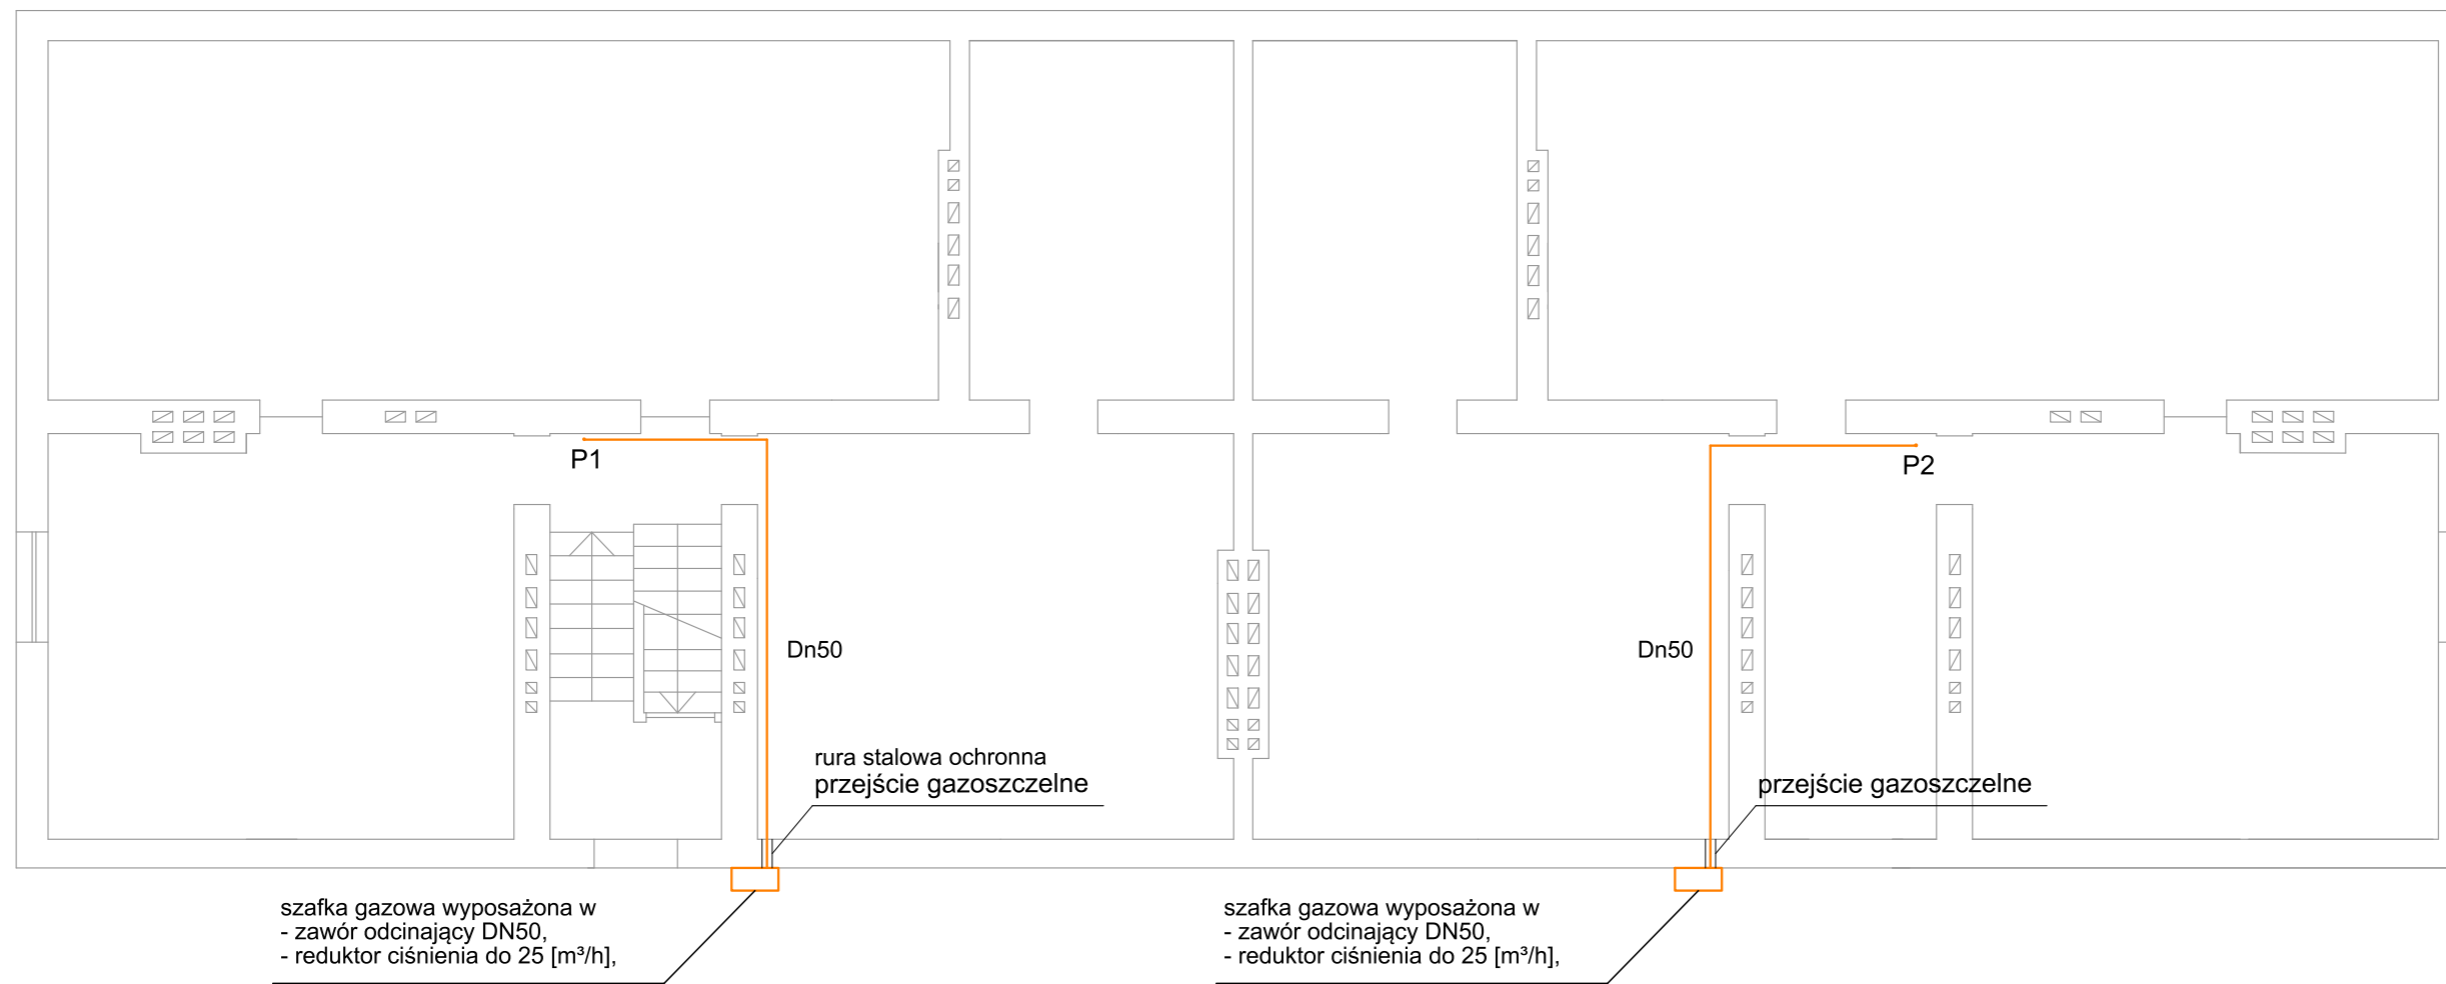 P1
P2
Dn50
Dn50
rura stalowa ochronna
przejście gazoszczelne
przejście gazoszczelne
szafka gazowa wyposażona w
- zawór odcinający DN50,
- reduktor ciśnienia do 25 [m³/h],
szafka gazowa wyposażona w
- zawór odcinający DN50,
- reduktor ciśnienia do 25 [m³/h],